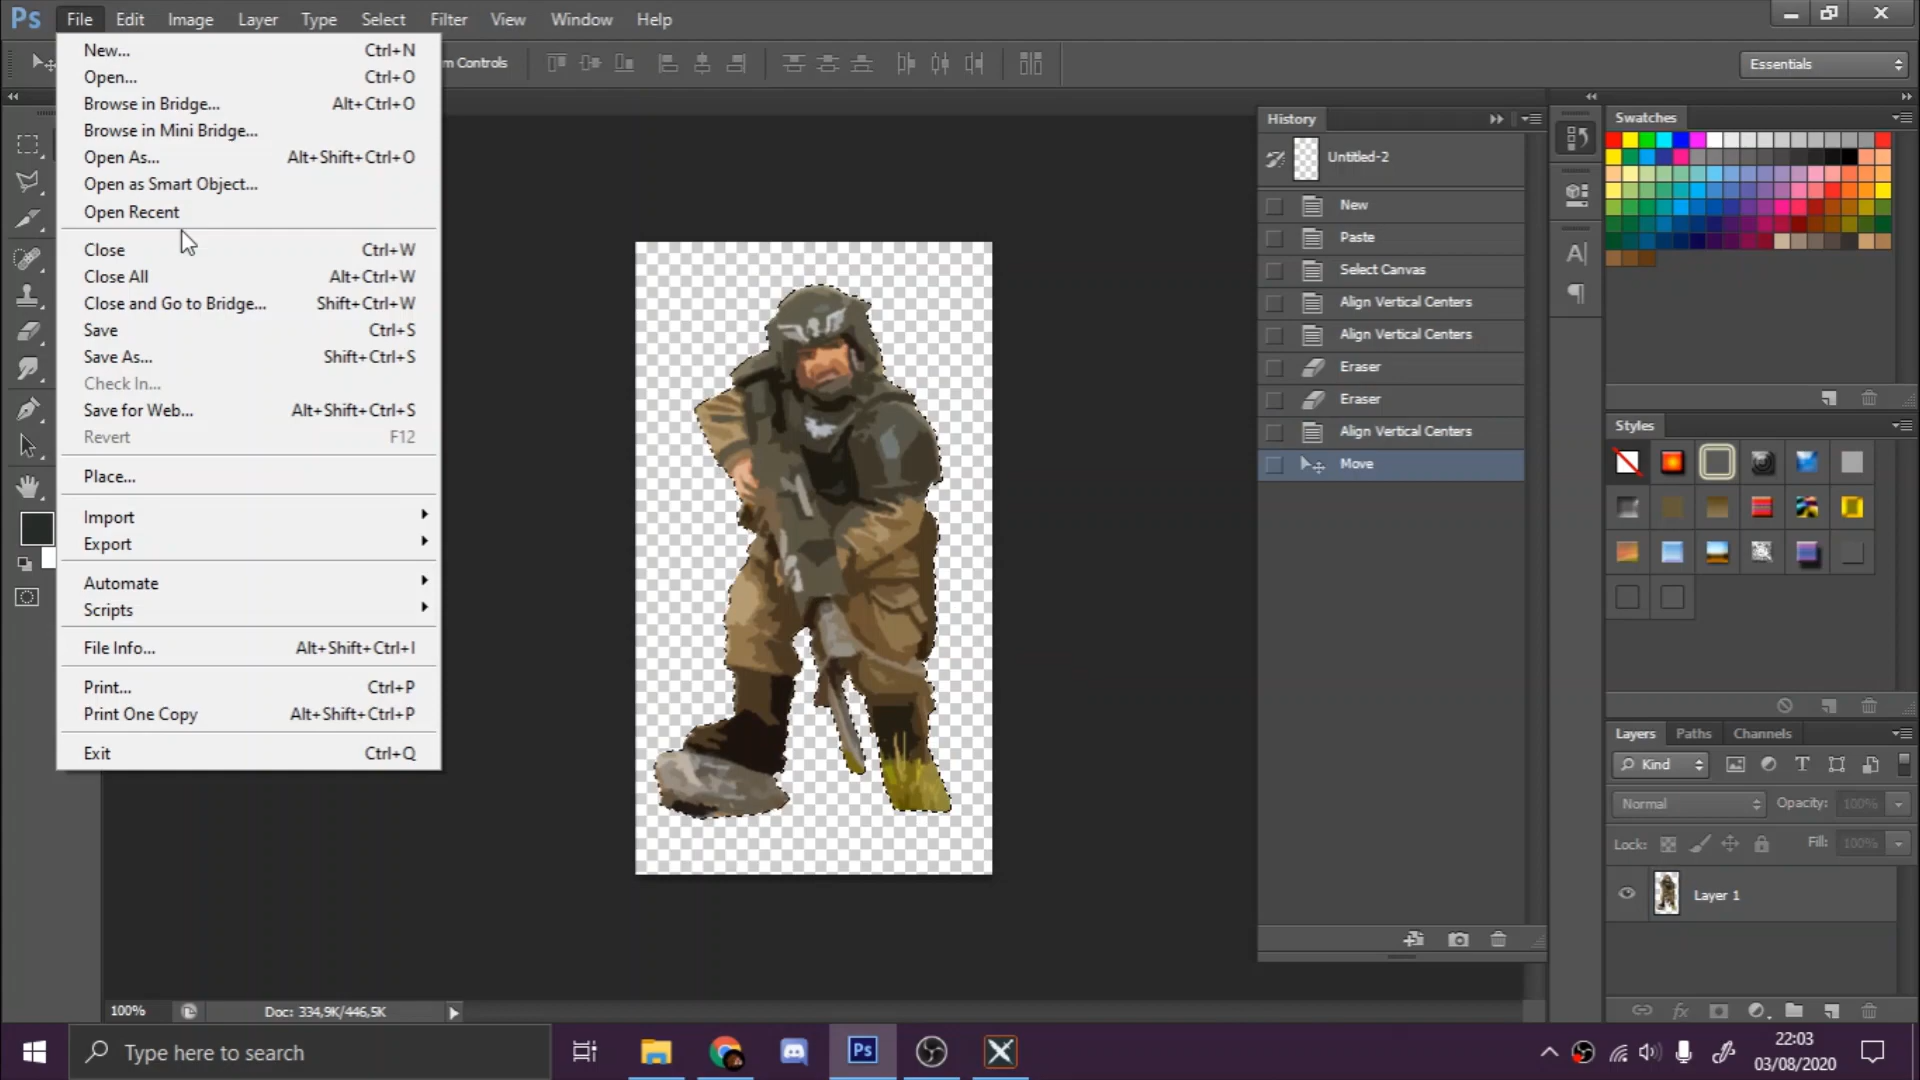 Ps File Edit Image Layer Type Select Filter View Window Help
New... Ctrl+N
Open... Ctrl+O
Browse in Bridge... Alt+Ctrl+O
Browse in Mini Bridge...
Open As... Alt+Shift+Ctrl+O
Open as Smart Object...
Open Recent
Close Ctrl+W
Close All Alt+Ctrl+W
Close and Go to Bridge... Shift+Ctrl+W
Save Ctrl+S
Save As... Shift+Ctrl+S
Check In...
Save for Web... Alt+Shift+Ctrl+S
Revert F12
Place...
Import
Export
Automate
Scripts
File Info... Alt+Shift+Ctrl+I
Print... Ctrl+P
Print One Copy Alt+Shift+Ctrl+P
Exit Ctrl+Q
m Controls
Essentials
History
Untitled-2
New
Paste
Select Canvas
Align Vertical Centers
Align Vertical Centers
Eraser
Eraser
Align Vertical Centers
Move
Swatches
Styles
Layers Paths Channels
Kind
Normal Opacity: 100%
Lock: Fill: 100%
Layer 1
100% Doc: 334,9K/446,5K
Type here to search
Ps
22:03
03/08/2020